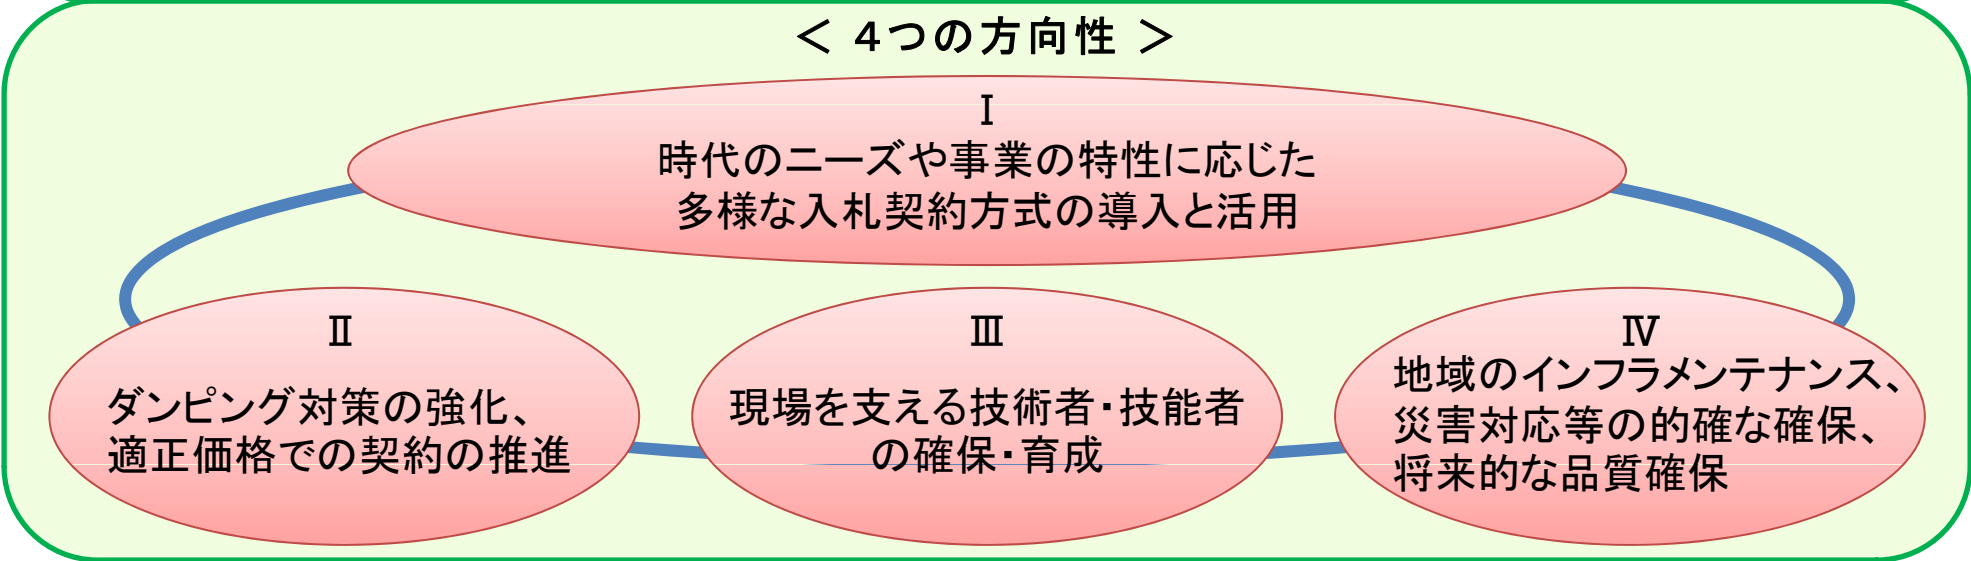 ＜ ４つの方向性 ＞
Ⅰ
時代のニーズや事業の特性に応じた
多様な入札契約方式の導入と活用
Ⅱ
ダンピング対策の強化、
適正価格での契約の推進
Ⅲ
現場を支える技術者・技能者
の確保・育成
Ⅳ
地域のインフラメンテナンス、
災害対応等の的確な確保、
将来的な品質確保